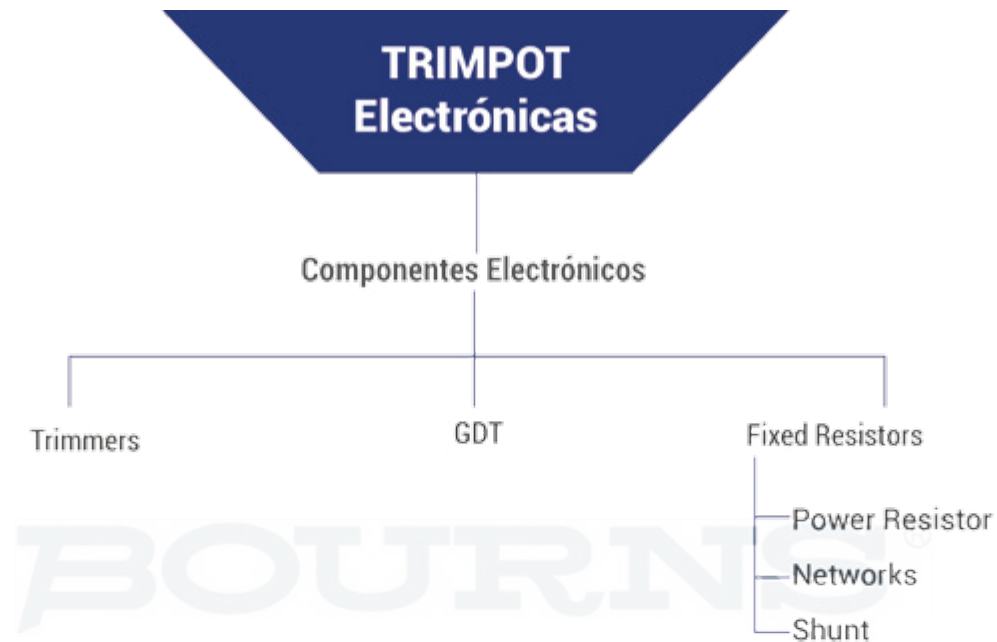 TRIMPOT
Electrónicas
Componentes Electrónicos
Trimmers
GDT
Fixed Resistors
Power Resistor
Networks
Shunt
BOURNS®